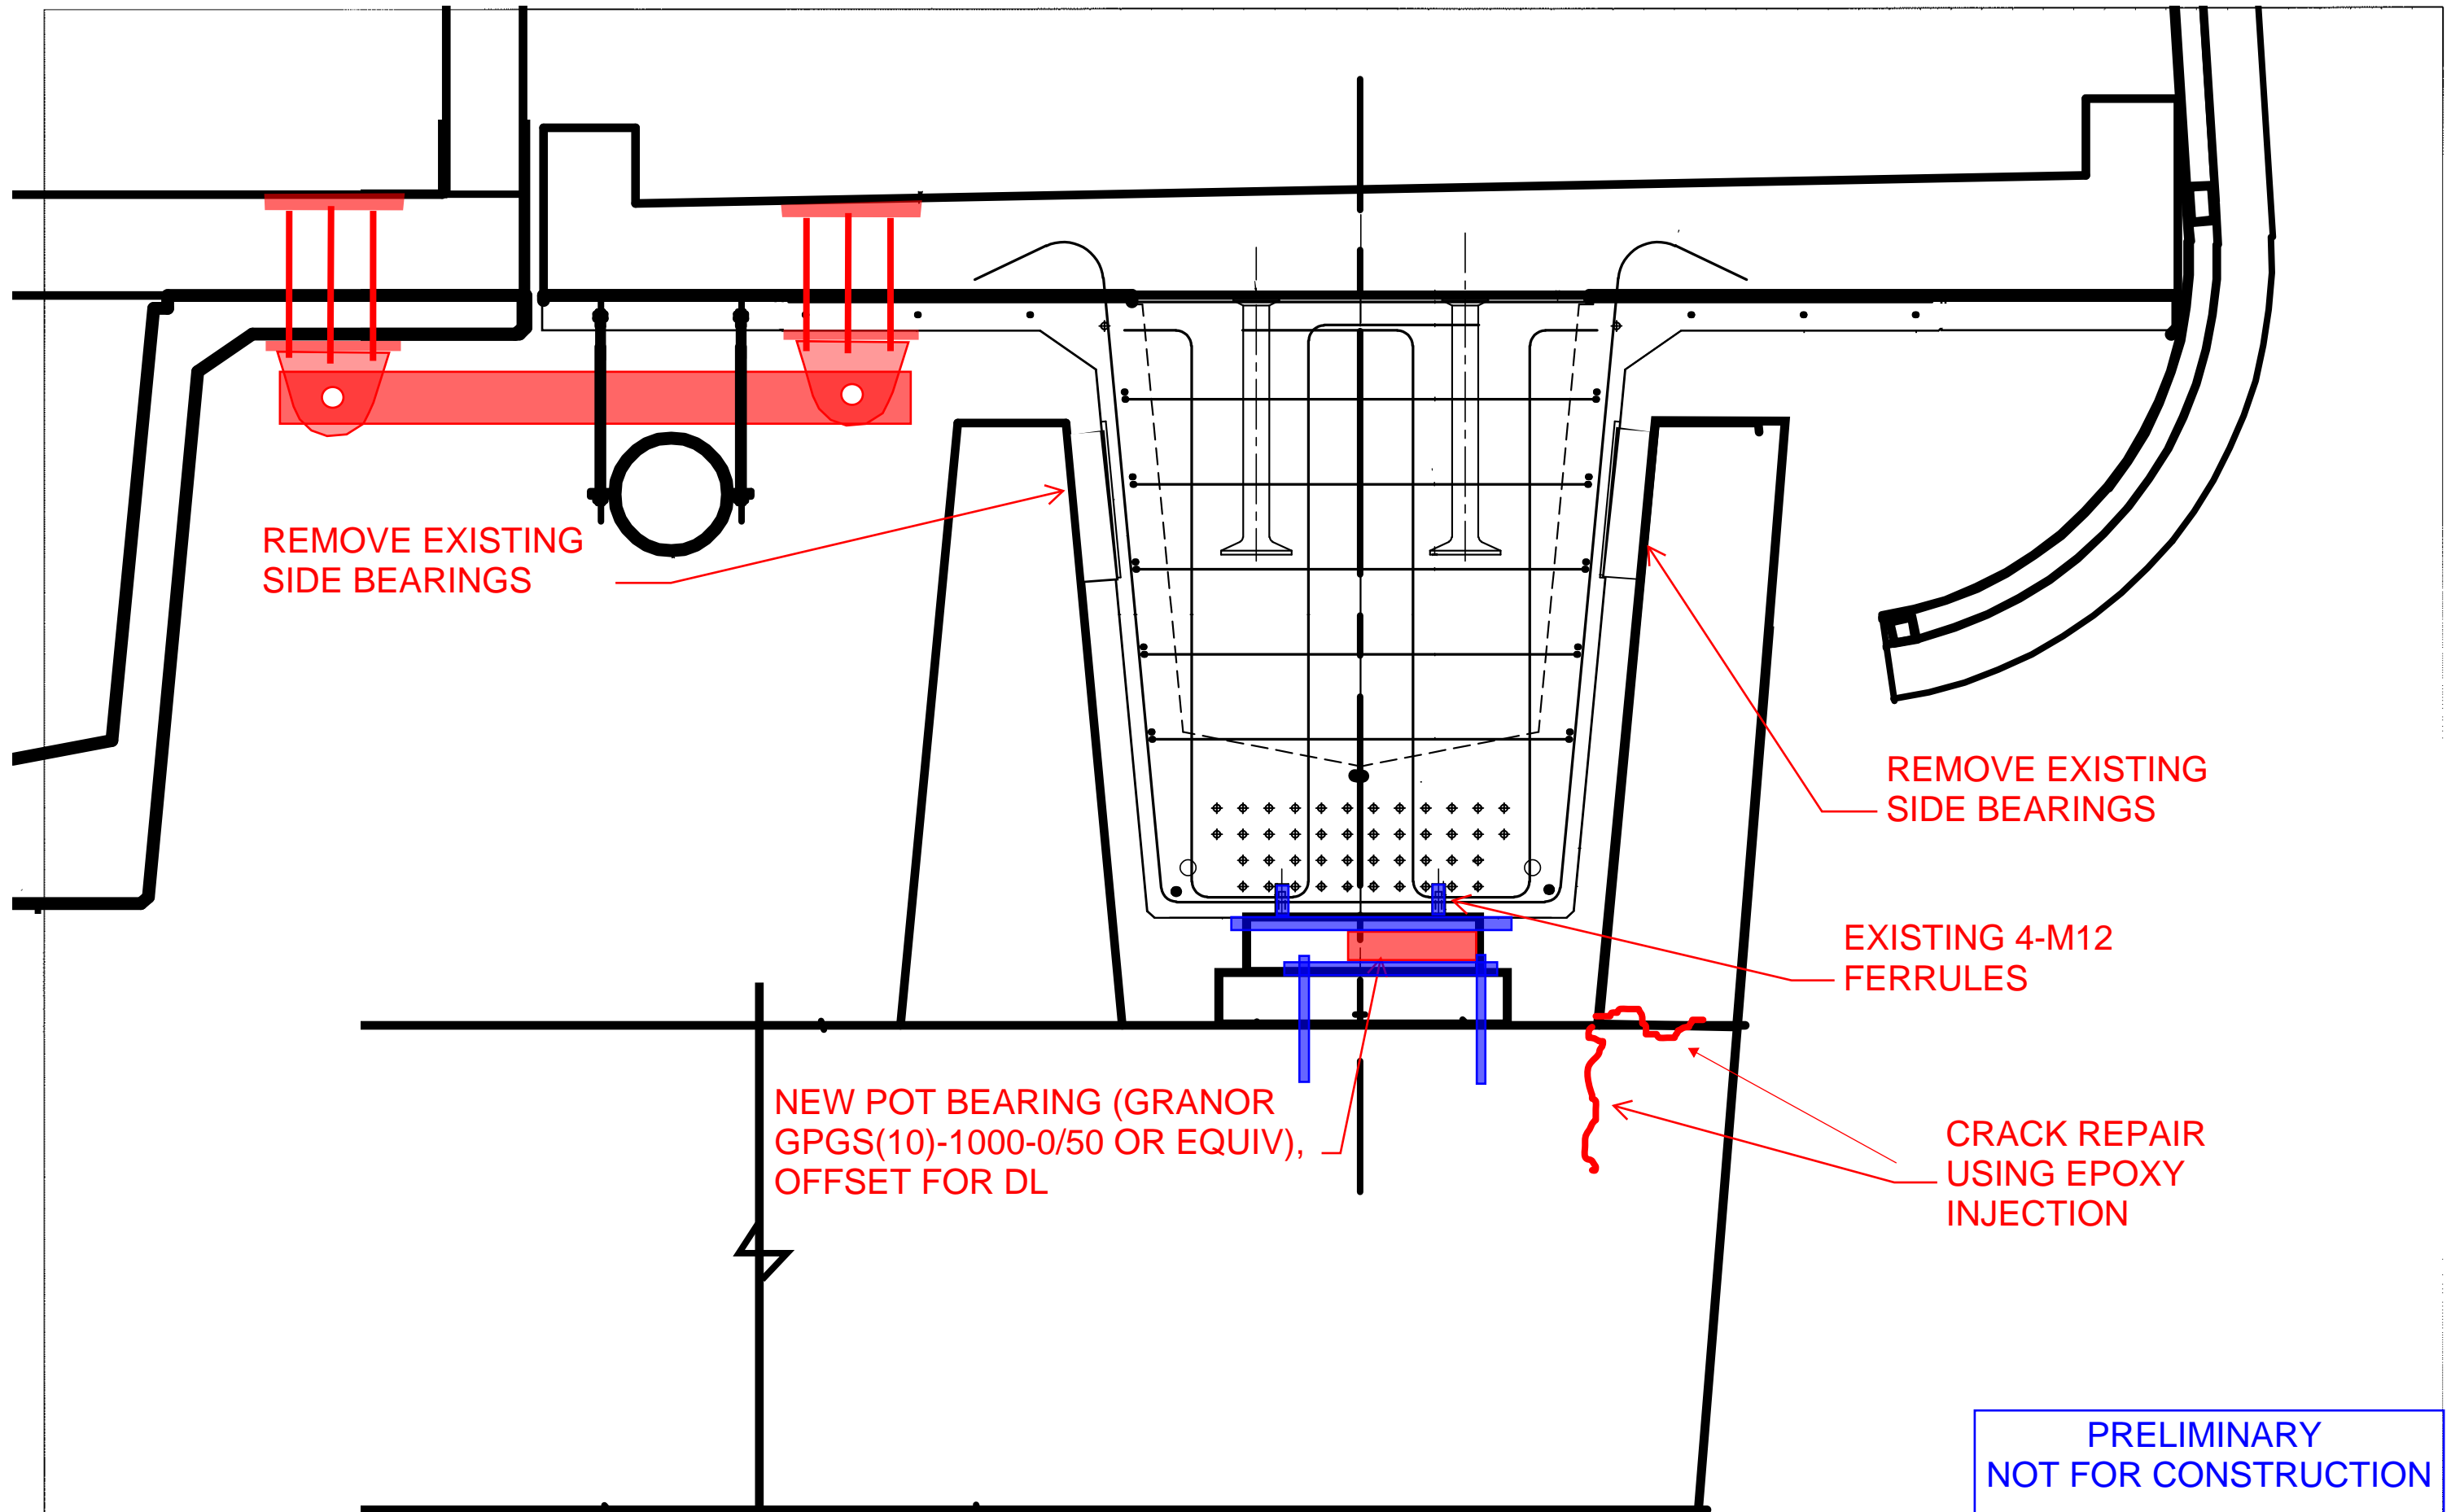 REMOVE EXISTING
SIDE BEARINGS
REMOVE EXISTING
SIDE BEARINGS
EXISTING 4-M12
FERRULES
NEW POT BEARING (GRANOR
GPGS(10)-1000-0/50 OR EQUIV),
OFFSET FOR DL
CRACK REPAIR
USING EPOXY
INJECTION
PRELIMINARY
NOT FOR CONSTRUCTION